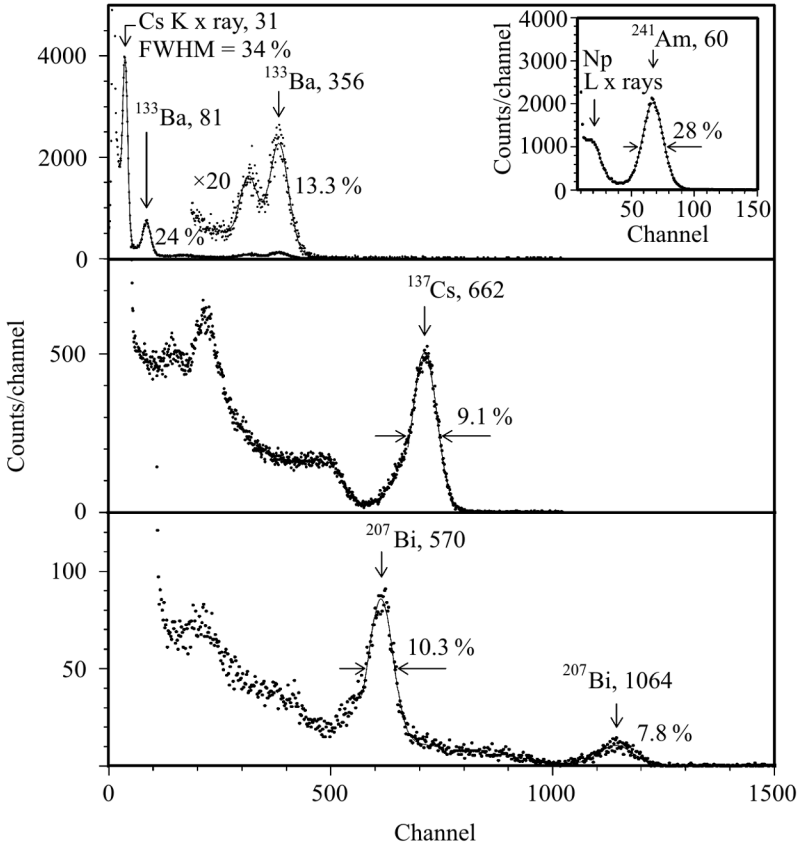 Cs K x ray, 31
FWHM = 34 %
¹³³Ba, 81
24 %
×20
¹³³Ba, 356
13.3 %
4000
2000
0
Counts/channel
4000
3000
2000
1000
0
²⁴¹Am, 60
Np
L x rays
28 %
50
100
150
Channel
Counts/channel
500
0
¹³⁷Cs, 662
9.1 %
100
50
²⁰⁷Bi, 570
10.3 %
²⁰⁷Bi, 1064
7.8 %
0
500
1000
1500
Channel